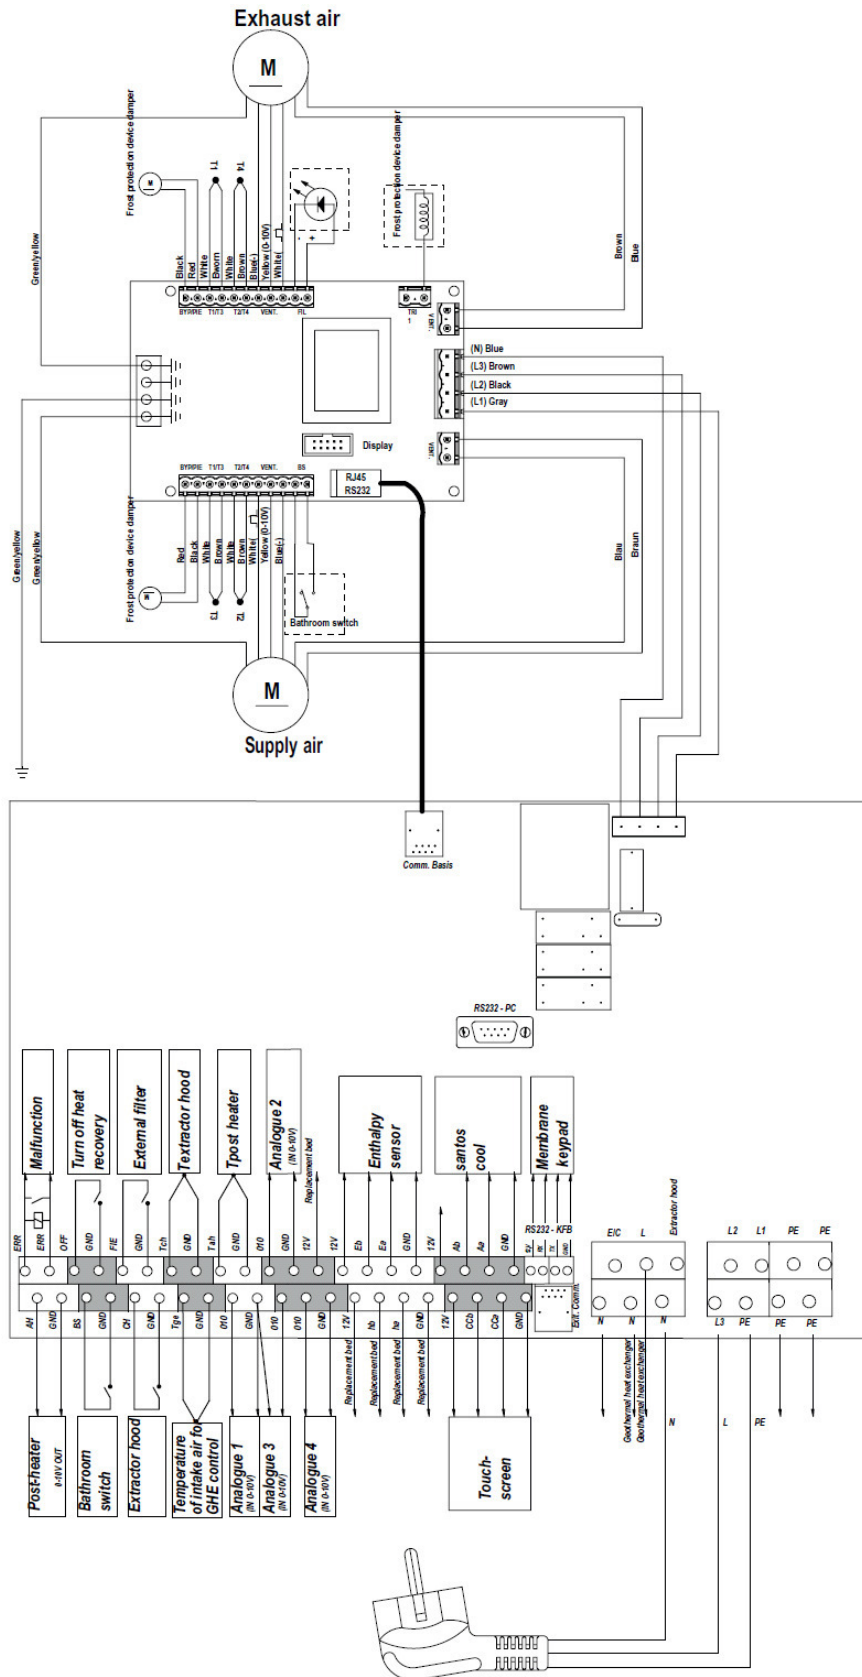 Exhaust air
M
Frost protection device damper
M
T1
T4
Frost protection device damper
Green/yellow
Black
Red
White
Bworn
White
Brown
Blue(-)
Yellow (0-10V)
White(
-
+
Brown
Blue
BYP/PIE
T1/T3
T2/T4
VENT.
FIL
TRI
1
VENT.
(N) Blue
(L3) Brown
(L2) Black
(L1) Gray
Display
VENT.
BYP/PIE
T1/T3
T2/T4
VENT.
BS
RJ45
RS232
Green/yellow
Green/yellow
Frost protection device damper
M
Red
Black
White
Brown
White
Brown
White(
Yellow (0-10V)
Blue(-)
T3
T2
Bathroom switch
Blau
Braun
M
Supply air
Comm. Basis
RS232 - PC
Malfunction
Turn off heat
recovery
External filter
Textractor hood
Tpost heater
Analogue 2
(IN 0-10V)
Replacement bed
Enthalpy
sensor
santos
cool
Membrane
keypad
RS232 - KFB
ERR
ERR
OFF
GND
FIE
GND
Tch
GND
Tah
GND
010
GND
12V
12V
Eb
Ea
GND
12V
Ab
Aa
GND
5V
RX
TX
GND
E/C
L
Extractor hood
L2
L1
PE
PE
AH
GND
BS
GND
CH
GND
Tge
GND
010
GND
010
010
GND
12V
hb
ha
GND
12V
CCb
CCa
GND
Ext. Comm.
N
N
N
L3
PE
PE
PE
Replacement bed
Replacement bed
Replacement bed
Replacement bed
Geothermal heat exchanger
Geothermal heat exchanger
N
L
PE
Post-heater
0-10V OUT
Bathroom
switch
Extractor hood
Temperature
of intake air for
GHE control
Analogue 1
(IN 0-10V)
Analogue 3
(IN 0-10V)
Analogue 4
(IN 0-10V)
Touch-
screen